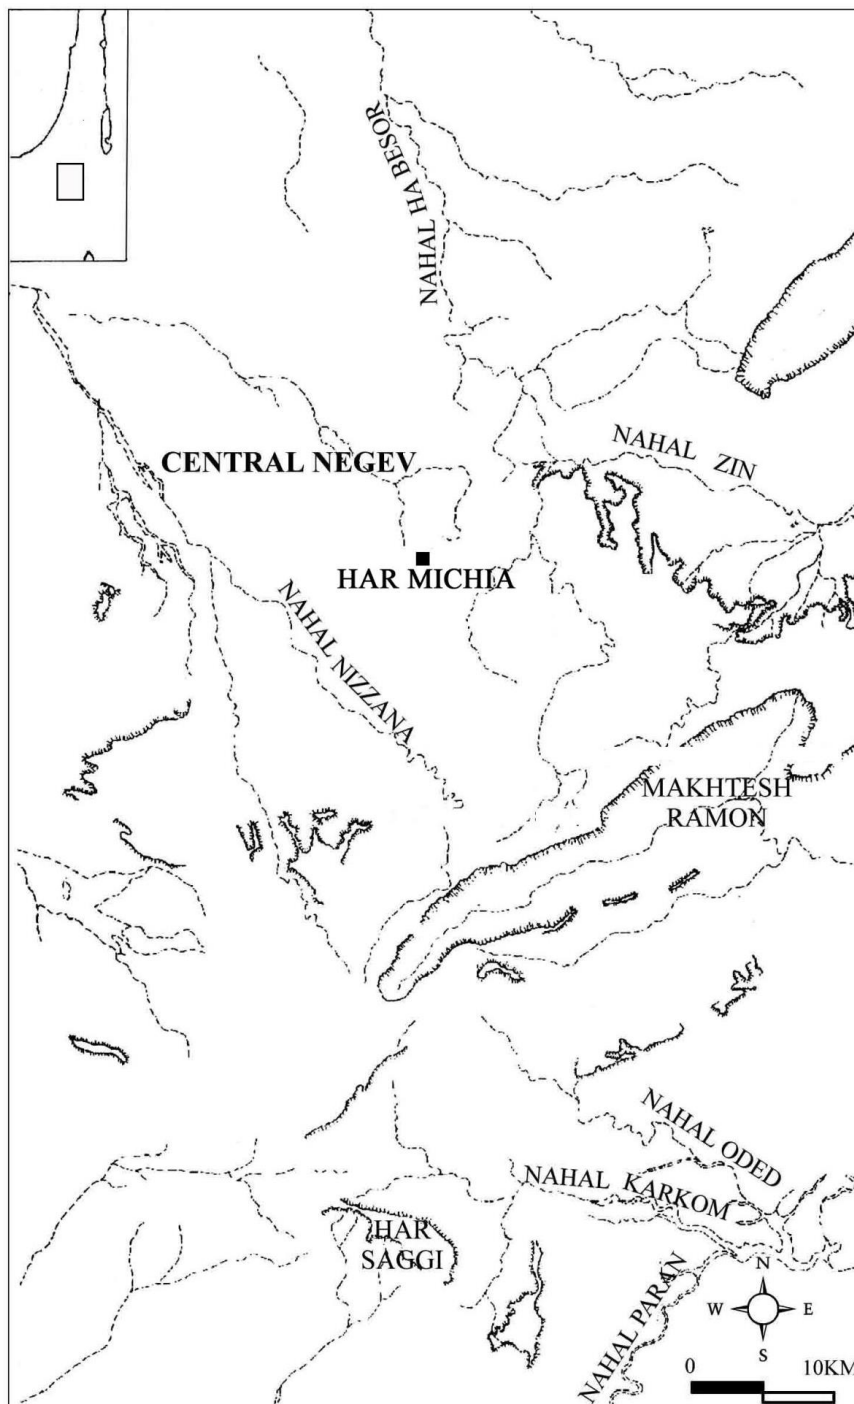 NAHAL HA BESOR
NAHAL ZIN
CENTRAL NEGEV
HAR MICHIA
NAHAL NIZZANA
MAKHTESH
RAMON
NAHAL ODED
NAHAL KARKOM
HAR
SAGGI
NAHAL PARAN
N
W E
S
0 10KM